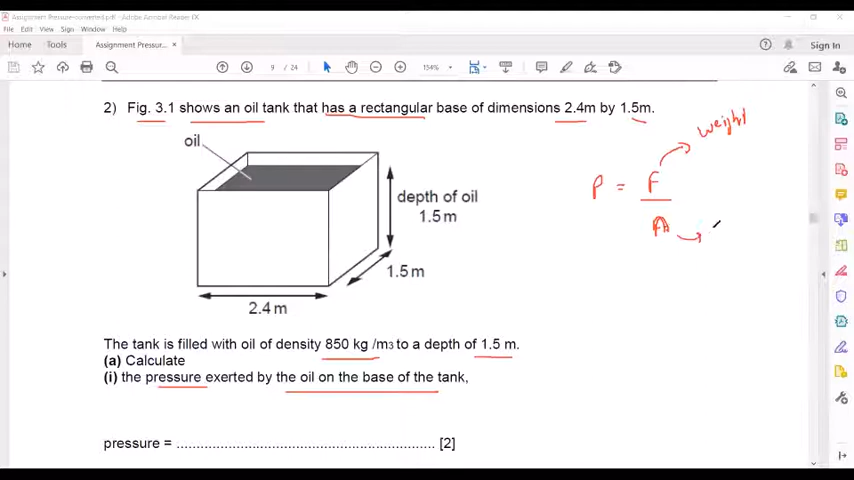 Assignment Pressure-converted.pdf - Adobe Acrobat Reader DC
File Edit View Sign Window Help
Home Tools Assignment Pressur... ×
Sign In
9 / 24
154%
2) Fig. 3.1 shows an oil tank that has a rectangular base of dimensions 2.4m by 1.5m.
oil
depth of oil
1.5 m
1.5 m
2.4 m
P = F
A
weight
The tank is filled with oil of density 850 kg /m3 to a depth of 1.5 m.
(a) Calculate
(i) the pressure exerted by the oil on the base of the tank,
pressure = ................................................................ [2]